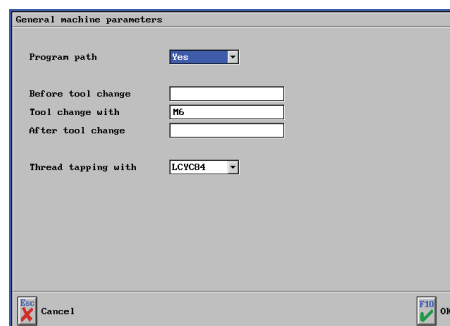 General machine parameters
Program path Yes
Before tool change
Tool change with M6
After tool change
Thread tapping with LCYC84
Esc Cancel F10 OK